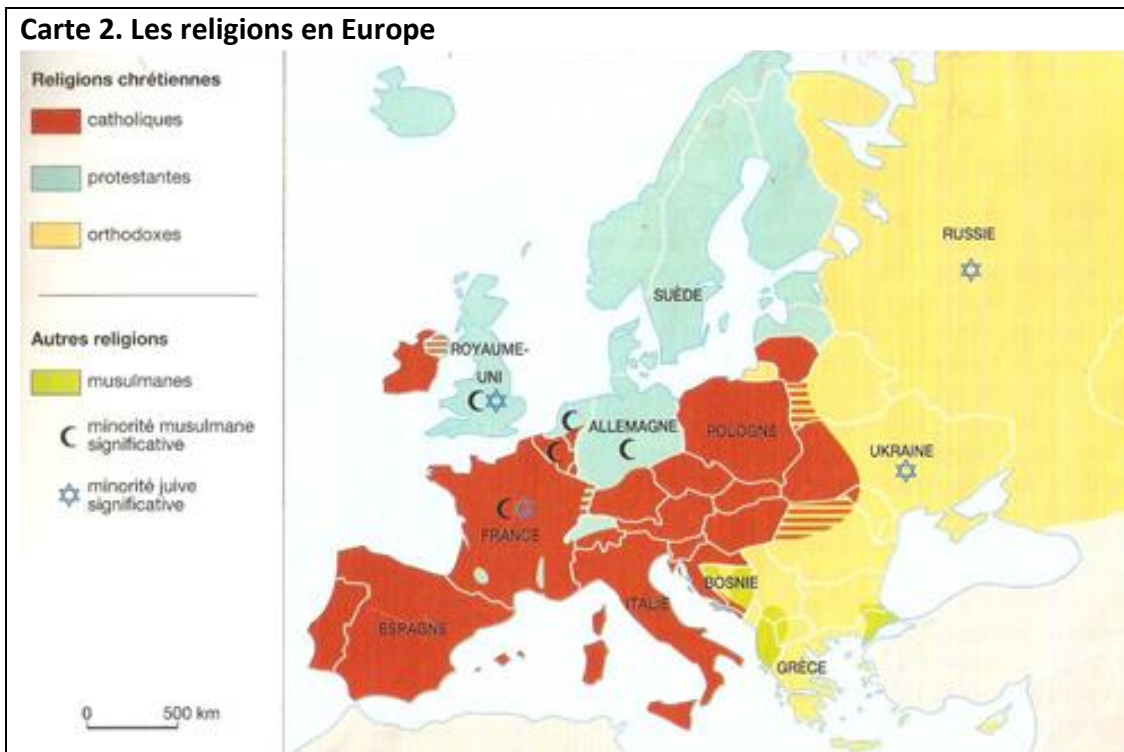 Carte 2. Les religions en Europe
Religions chrétiennes
catholiques
protestantes
orthodoxes
Autres religions
musulmanes
minorité musulmane
significative
minorité juive
significative
0 500 km
RUSSIE
SUÈDE
ROYAUME-
UNI
ALLEMAGNE
POLOGNE
UKRAINE
FRANCE
BOSNIE
ITALIE
ESPAGNE
GRÈCE